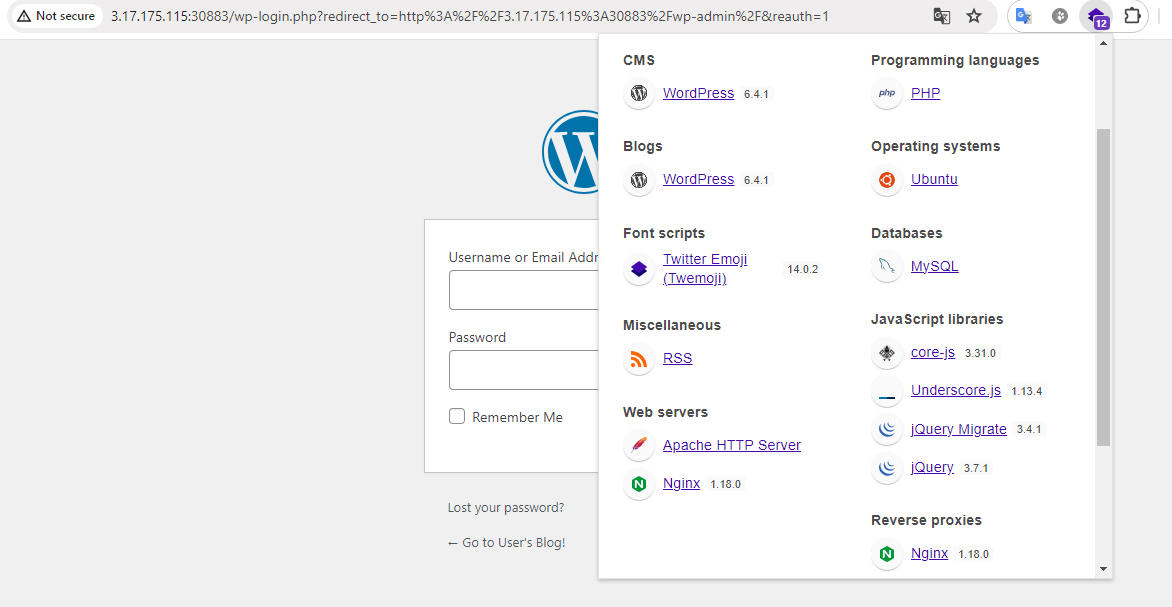 Not secure
3.17.175.115:30883/wp-login.php?redirect_to=http%3A%2F%2F3.17.175.115%3A30883%2Fwp-admin%2F&reauth=1
12
Username or Email Addr
Password
Remember Me
Lost your password?
← Go to User's Blog!
CMS
WordPress 6.4.1
Blogs
WordPress 6.4.1
Font scripts
Twitter Emoji
(Twemoji) 14.0.2
Miscellaneous
RSS
Web servers
Apache HTTP Server
Nginx 1.18.0
Programming languages
php PHP
Operating systems
Ubuntu
Databases
MySQL
JavaScript libraries
core-js 3.31.0
Underscore.js 1.13.4
jQuery Migrate 3.4.1
jQuery 3.7.1
Reverse proxies
Nginx 1.18.0